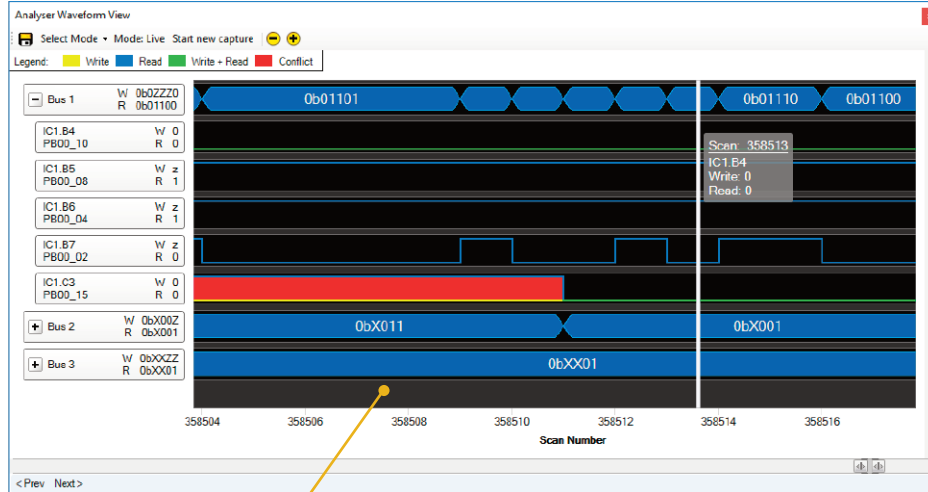 Analyser Waveform View
Select Mode Mode: Live Start new capture
Legend: Write Read Write + Read Conflict
Bus 1 W 0b0ZZZ0
R 0b01100
0b01101 0b01110 0b01100
IC1.B4 W 0
PB00_10 R 0
Scan: 358513
IC1.B4
Write: 0
Read: 0
IC1.B5 W z
PB00_08 R 1
IC1.B6 W z
PB00_04 R 1
IC1.B7 W z
PB00_02 R 0
IC1.C3 W 0
PB00_15 R 0
Bus 2 W 0bX00Z
R 0bX001
0bX011 0bX001
Bus 3 W 0bXXZZ
R 0bXX01
0bXX01
358504 358506 358508 358510 358512 358514 358516
Scan Number
< Prev Next >